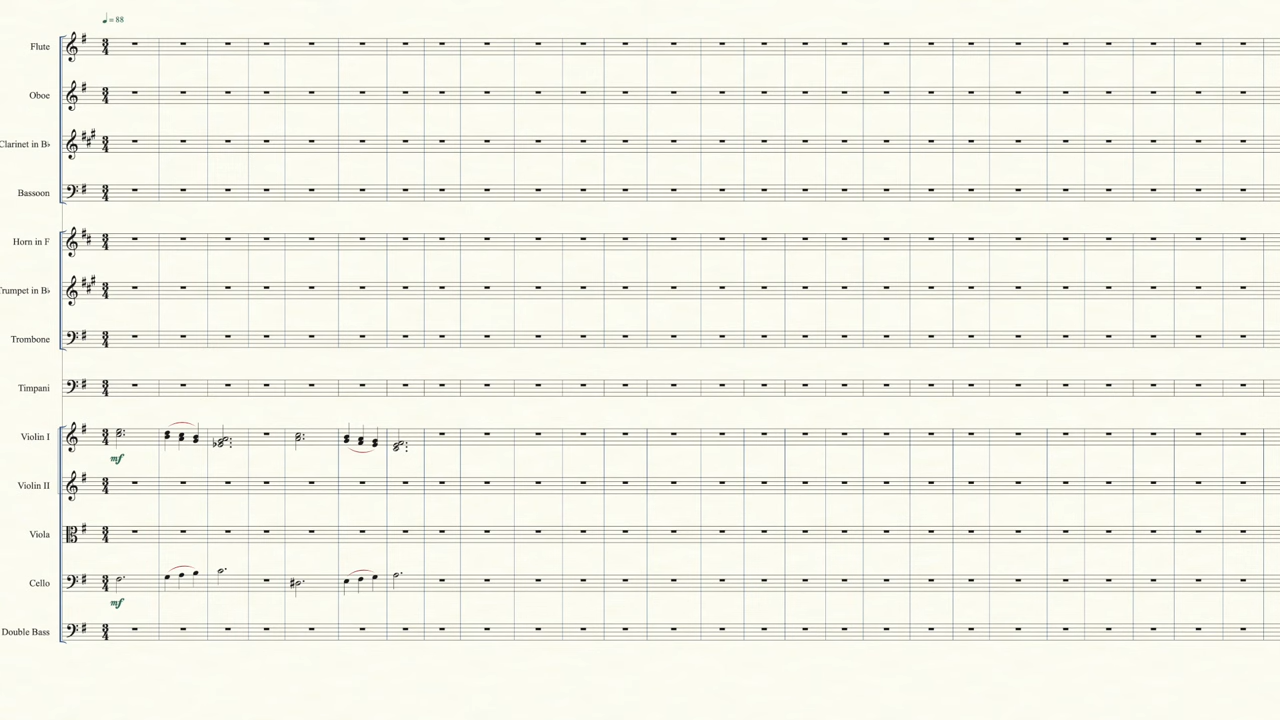 ♩ = 88
Flute
Oboe
Clarinet in B♭
Bassoon
Horn in F
Trumpet in B♭
Trombone
Timpani
Violin I
mf
Violin II
Viola
Cello
mf
Double Bass